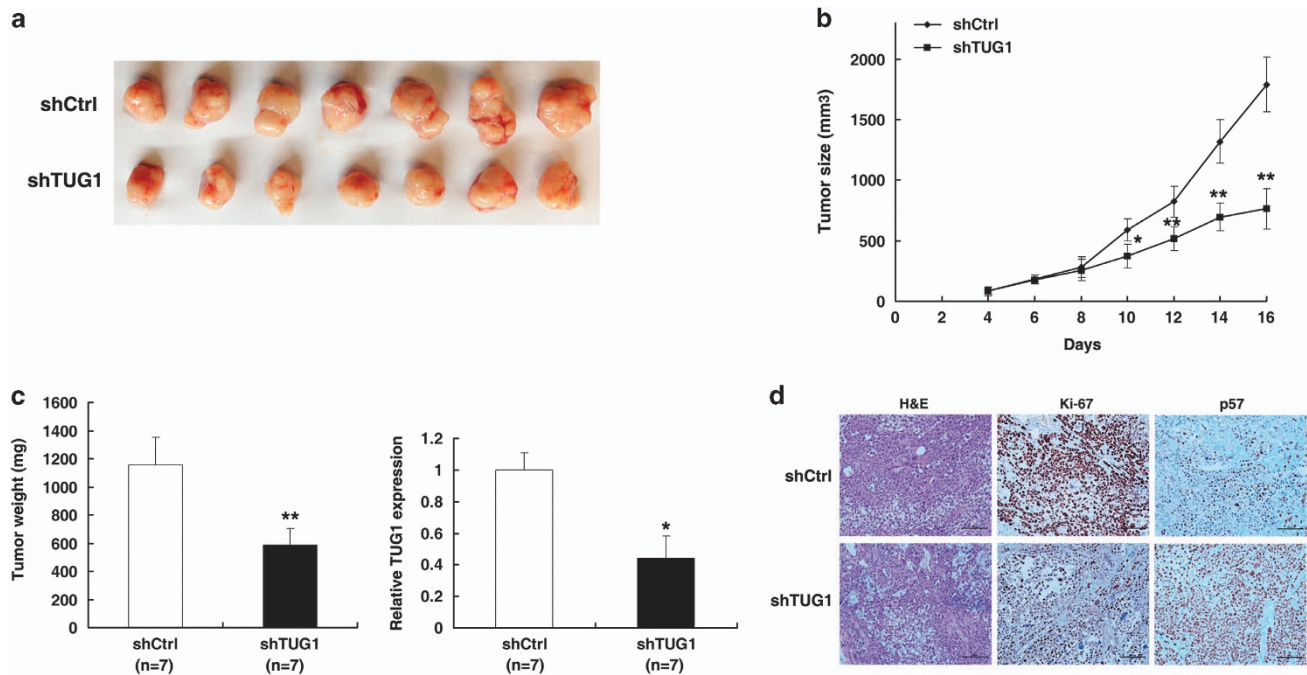 a
shCtrl
shTUG1
b
shCtrl
shTUG1
Tumor size (mm3)
2000
1500
1000
500
0
*
**
**
**
0 2 4 6 8 10 12 14 16
Days
c
Tumor weight (mg)
1600
1400
1200
1000
800
600
400
200
0
**
shCtrl shTUG1
(n=7) (n=7)
Relative TUG1 expression
1.2
1
0.8
0.6
0.4
0.2
0
*
shCtrl shTUG1
(n=7) (n=7)
d
H&E Ki-67 p57
shCtrl
shTUG1